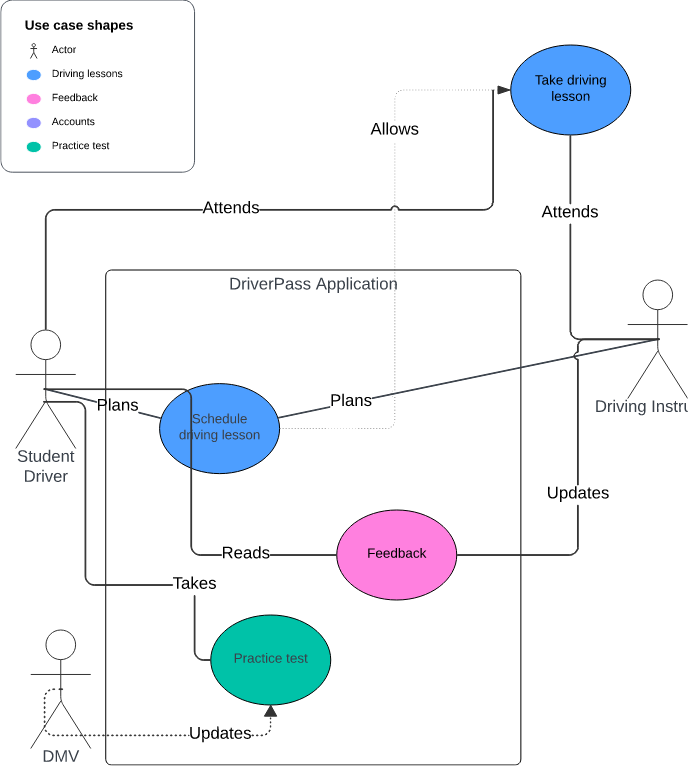 Use case shapes
Actor
Driving lessons
Feedback
Accounts
Practice test
Take driving
lesson
Allows
Attends
Attends
DriverPass Application
Plans
Schedule
driving lesson
Plans
Driving Instru
Student
Driver
Updates
Reads
Feedback
Takes
Practice test
Updates
DMV